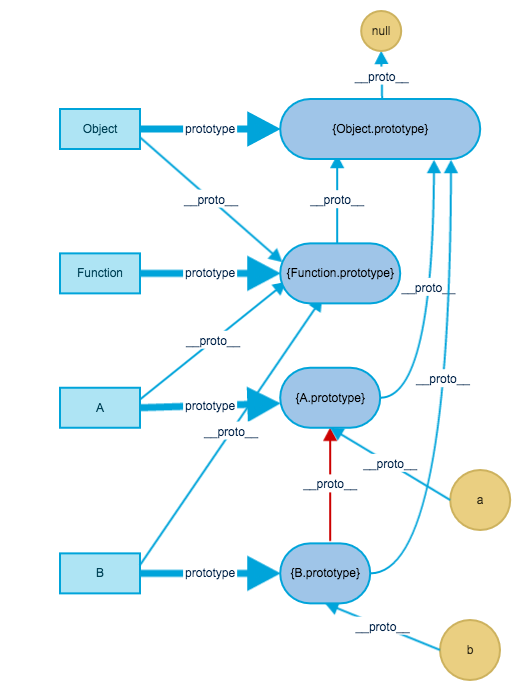 null
__proto__
Object
prototype
{Object.prototype}
__proto__
__proto__
Function
prototype
{Function.prototype}
__proto__
__proto__
A
prototype
{A.prototype}
__proto__
__proto__
__proto__
__proto__
a
B
prototype
{B.prototype}
__proto__
b